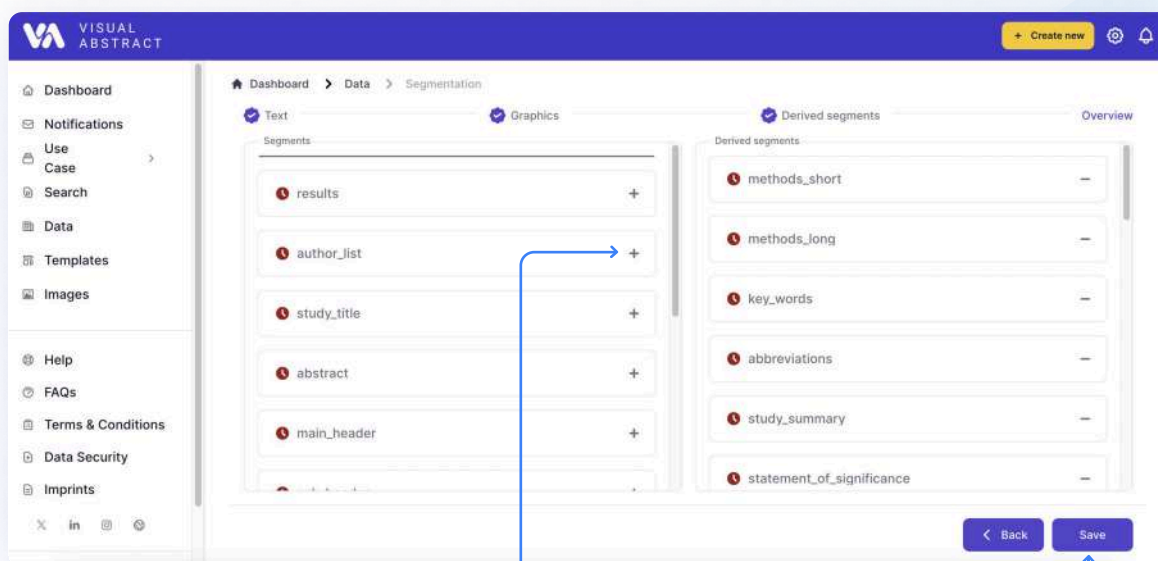 VISUAL
ABSTRACT
+ Create new
Dashboard
Notifications
Use
Case
Search
Data
Templates
Images
Help
FAQs
Terms & Conditions
Data Security
Imprints
Dashboard > Data > Segmentation
Text
Graphics
Derived segments
Overview
Segments
results
author_list
study_title
abstract
main_header
Derived segments
methods_short
methods_long
key_words
abbreviations
study_summary
statement_of_significance
Back
Save